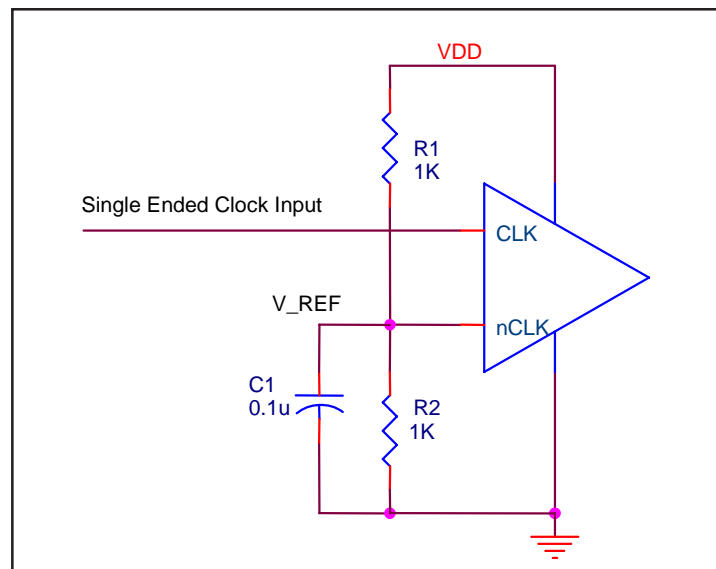 VDD
R1
1K
Single Ended Clock Input
CLK
V_REF
nCLK
C1
0.1u
R2
1K